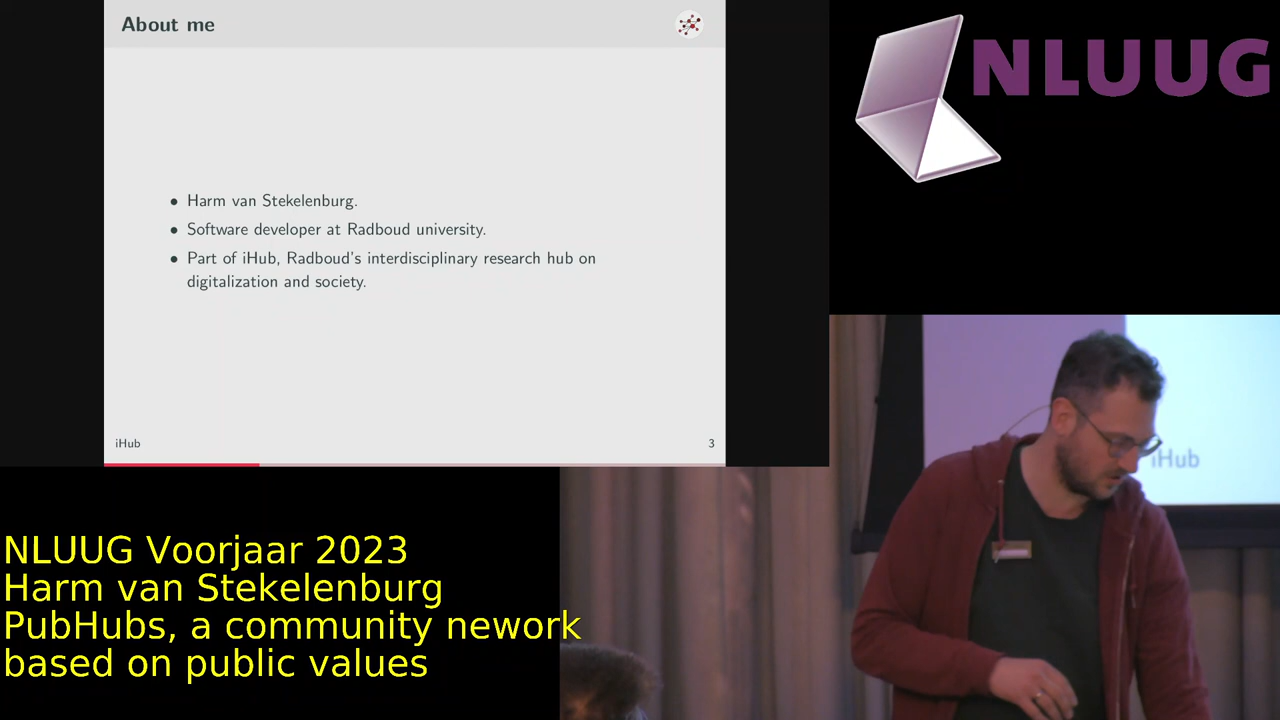 About me
NLUUG
• Harm van Stekelenburg.
• Software developer at Radboud university.
• Part of iHub, Radboud's interdisciplinary research hub on
digitalization and society.
iHub
3
iHub
NLUUG Voorjaar 2023
Harm van Stekelenburg
PubHubs, a community nework
based on public values